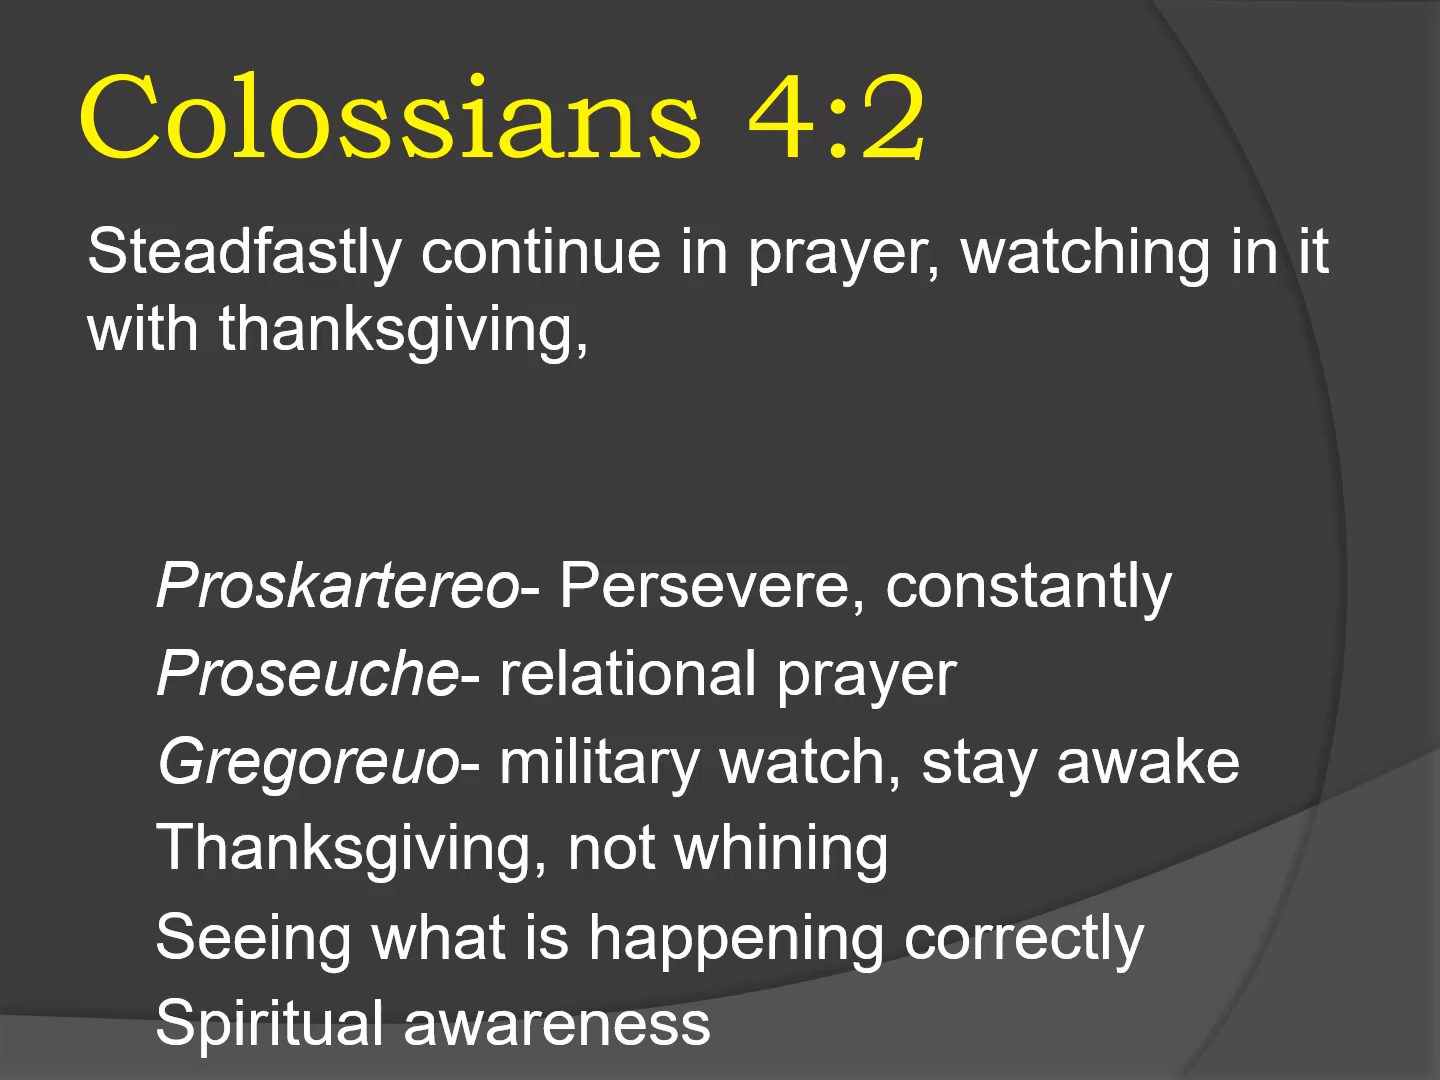 Colossians 4:2
Steadfastly continue in prayer, watching in it
with thanksgiving,
Proskartereo- Persevere, constantly
Proseuche- relational prayer
Gregoreuo- military watch, stay awake
Thanksgiving, not whining
Seeing what is happening correctly
Spiritual awareness